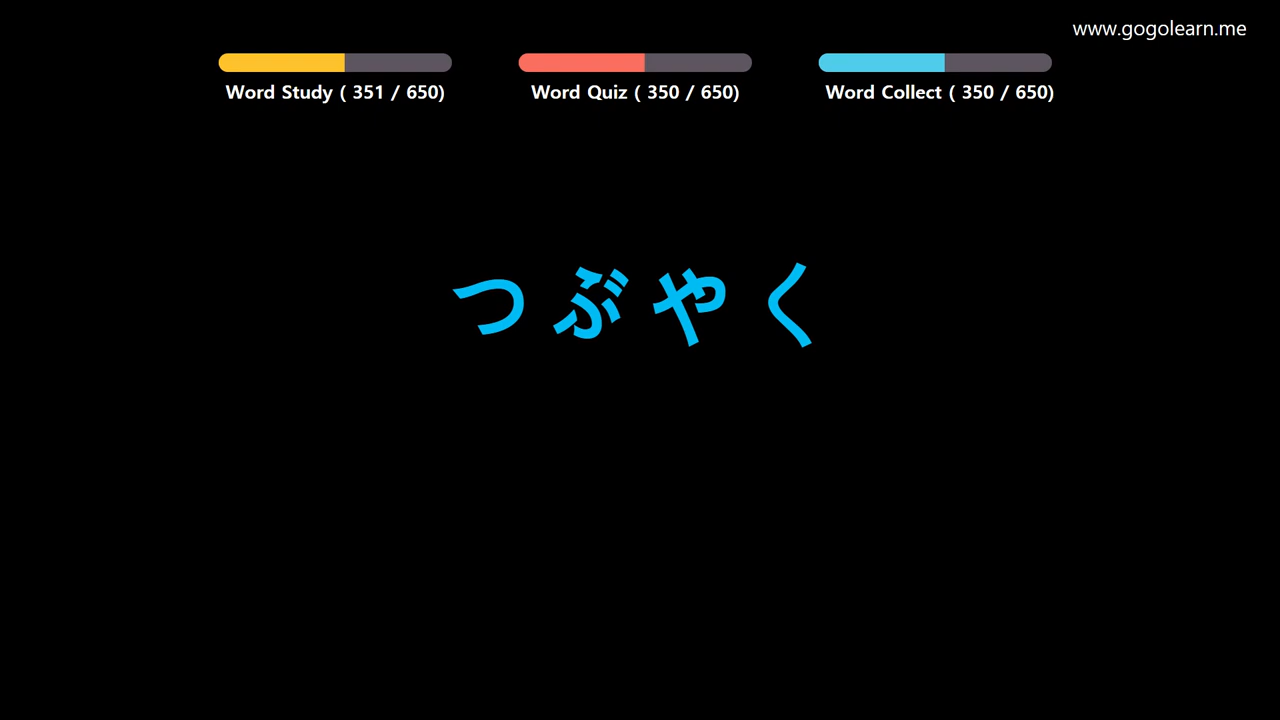 www.gogolearn.me
Word Study ( 351 / 650)
Word Quiz ( 350 / 650)
Word Collect ( 350 / 650)
つぶやく